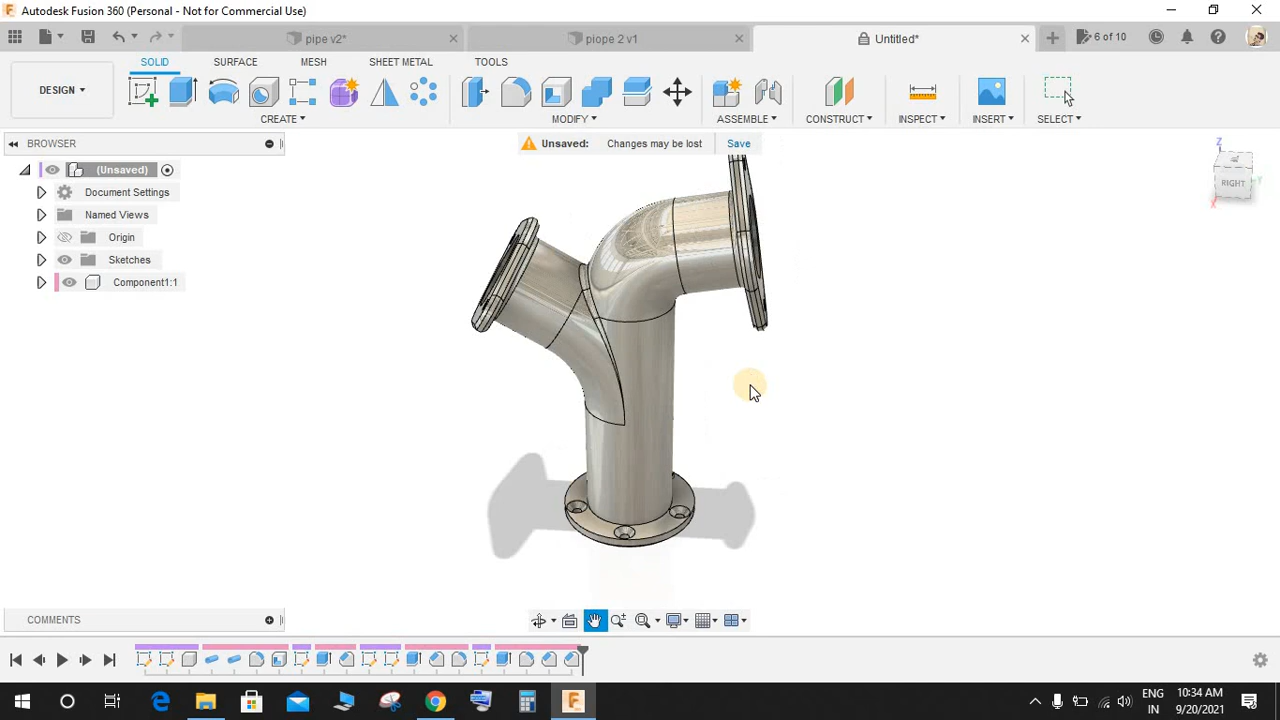 Autodesk Fusion 360 (Personal - Not for Commercial Use)
pipe v2*
piope 2 v1
Untitled*
6 of 10
DESIGN
SOLID
SURFACE
MESH
SHEET METAL
TOOLS
CREATE
MODIFY
ASSEMBLE
CONSTRUCT
INSPECT
INSERT
SELECT
BROWSER
Unsaved: Changes may be lost Save
(Unsaved)
Document Settings
Named Views
Origin
Sketches
Component1:1
Z
RIGHT
Y
X
COMMENTS
ENG
IN
10:34 AM
9/20/2021